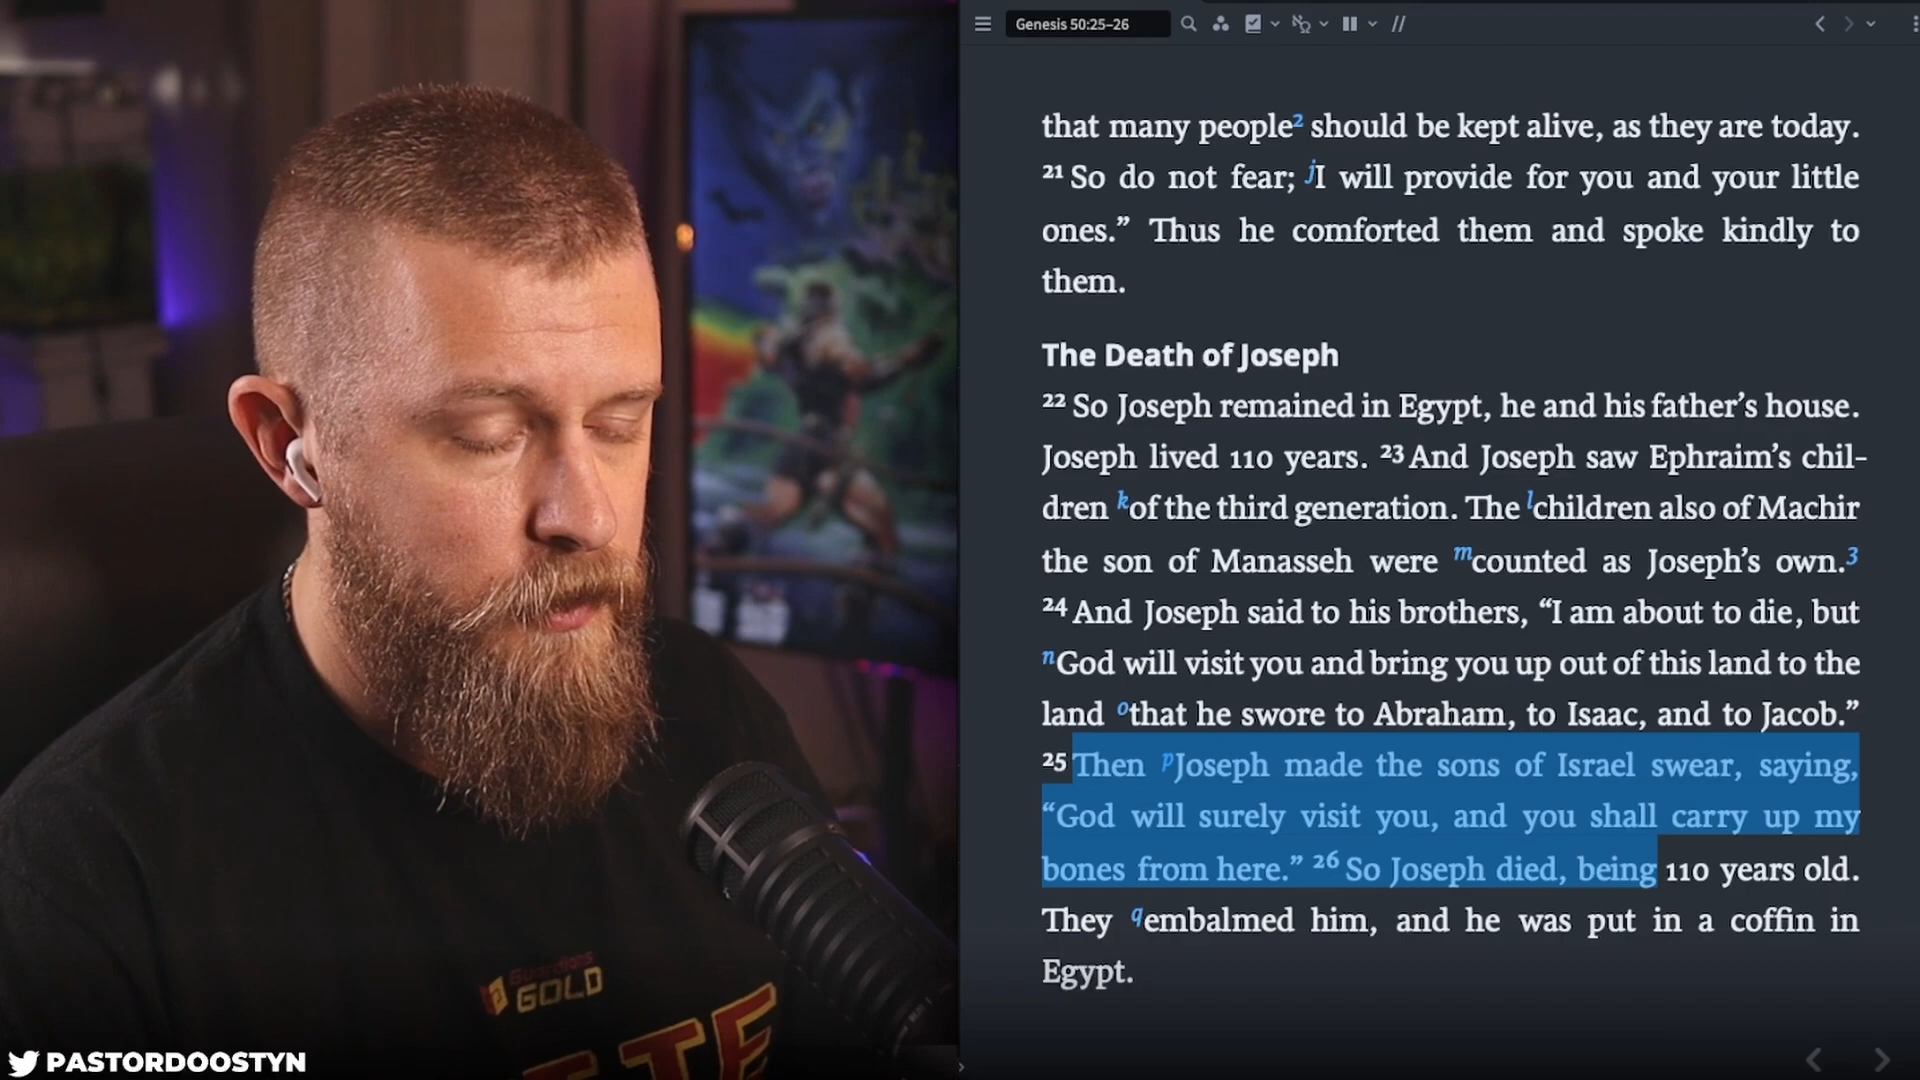 Genesis 50:25–26
that many people2 should be kept alive, as they are today.
21 So do not fear; jI will provide for you and your little
ones.” Thus he comforted them and spoke kindly to
them.
The Death of Joseph
22 So Joseph remained in Egypt, he and his father’s house.
Joseph lived 110 years. 23 And Joseph saw Ephraim’s chil-
dren kof the third generation. The lchildren also of Machir
the son of Manasseh were mcounted as Joseph’s own.3
24 And Joseph said to his brothers, “I am about to die, but
nGod will visit you and bring you up out of this land to the
land othat he swore to Abraham, to Isaac, and to Jacob.”
25 Then pJoseph made the sons of Israel swear, saying,
“God will surely visit you, and you shall carry up my
bones from here.” 26 So Joseph died, being 110 years old.
They qembalmed him, and he was put in a coffin in
Egypt.
Guardians
GOLD
PASTORDOOSTYN